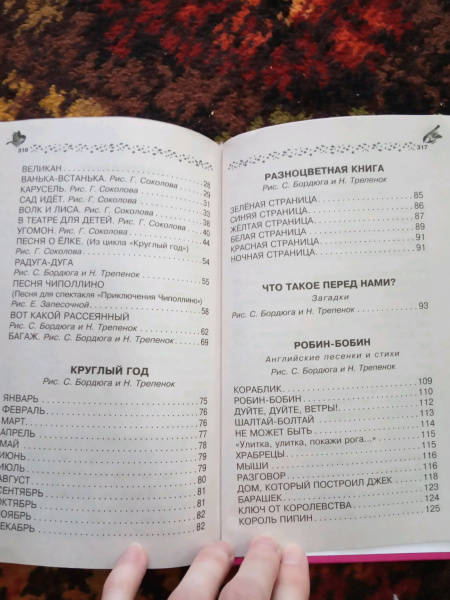 316
ВЕЛИКАН 28
ВАНЬКА-ВСТАНЬКА. Рис. Г. Соколова 29
КАРУСЕЛЬ. Рис. Г. Соколова 31
САД ИДЁТ. Рис. Г. Соколова 33
ВОЛК И ЛИСА. Рис. Г. Соколова 38
В ТЕАТРЕ ДЛЯ ДЕТЕЙ. Рис. Г. Соколова 40
УГОМОН. Рис. Г. Соколова 44
ПЕСНЯ О ЁЛКЕ. (Из цикла «Круглый год»)
Рис. Г. Соколова 54
РАДУГА-ДУГА
Рис. С. Бордюга и Н. Трепенок 55
ПЕСНЯ ЧИПОЛЛИНО
(Песня для спектакля «Приключения Чиполлино»)
Рис. Е. Запесочной 58
ВОТ КАКОЙ РАССЕЯННЫЙ
Рис. С. Бордюга и Н. Трепенок 62
БАГАЖ. Рис. С. Бордюга и Н. Трепенок 69
КРУГЛЫЙ ГОД
Рис. С. Бордюга и Н. Трепенок
ЯНВАРЬ 75
ФЕВРАЛЬ 76
МАРТ 76
АПРЕЛЬ 77
МАЙ 78
ИЮНЬ 79
ИЮЛЬ 79
АВГУСТ 80
СЕНТЯБРЬ 81
ОКТЯБРЬ 81
НОЯБРЬ 82
ДЕКАБРЬ 82
317
РАЗНОЦВЕТНАЯ КНИГА
Рис. С. Бордюга и Н. Трепенок
ЗЕЛЁНАЯ СТРАНИЦА 85
СИНЯЯ СТРАНИЦА 86
ЖЁЛТАЯ СТРАНИЦА 87
БЕЛАЯ СТРАНИЦА 89
КРАСНАЯ СТРАНИЦА 91
НОЧНАЯ СТРАНИЦА 91
ЧТО ТАКОЕ ПЕРЕД НАМИ?
Загадки
Рис. С. Бордюга и Н. Трепенок 93
РОБИН-БОБИН
Английские песенки и стихи
Рис. С. Бордюга и Н. Трепенок
КОРАБЛИК 109
РОБИН-БОБИН 110
ДУЙТЕ, ДУЙТЕ, ВЕТРЫ! 112
ШАЛТАЙ-БОЛТАЙ 113
НЕ МОЖЕТ БЫТЬ 114
«Улитка, улитка, покажи рога...» 115
ХРАБРЕЦЫ 115
МЫШИ 116
РАЗГОВОР 116
ДОМ, КОТОРЫЙ ПОСТРОИЛ ДЖЕК 118
БАРАШЕК 123
КЛЮЧ ОТ КОРОЛЕВСТВА 124
КОРОЛЬ ПИПИН 125